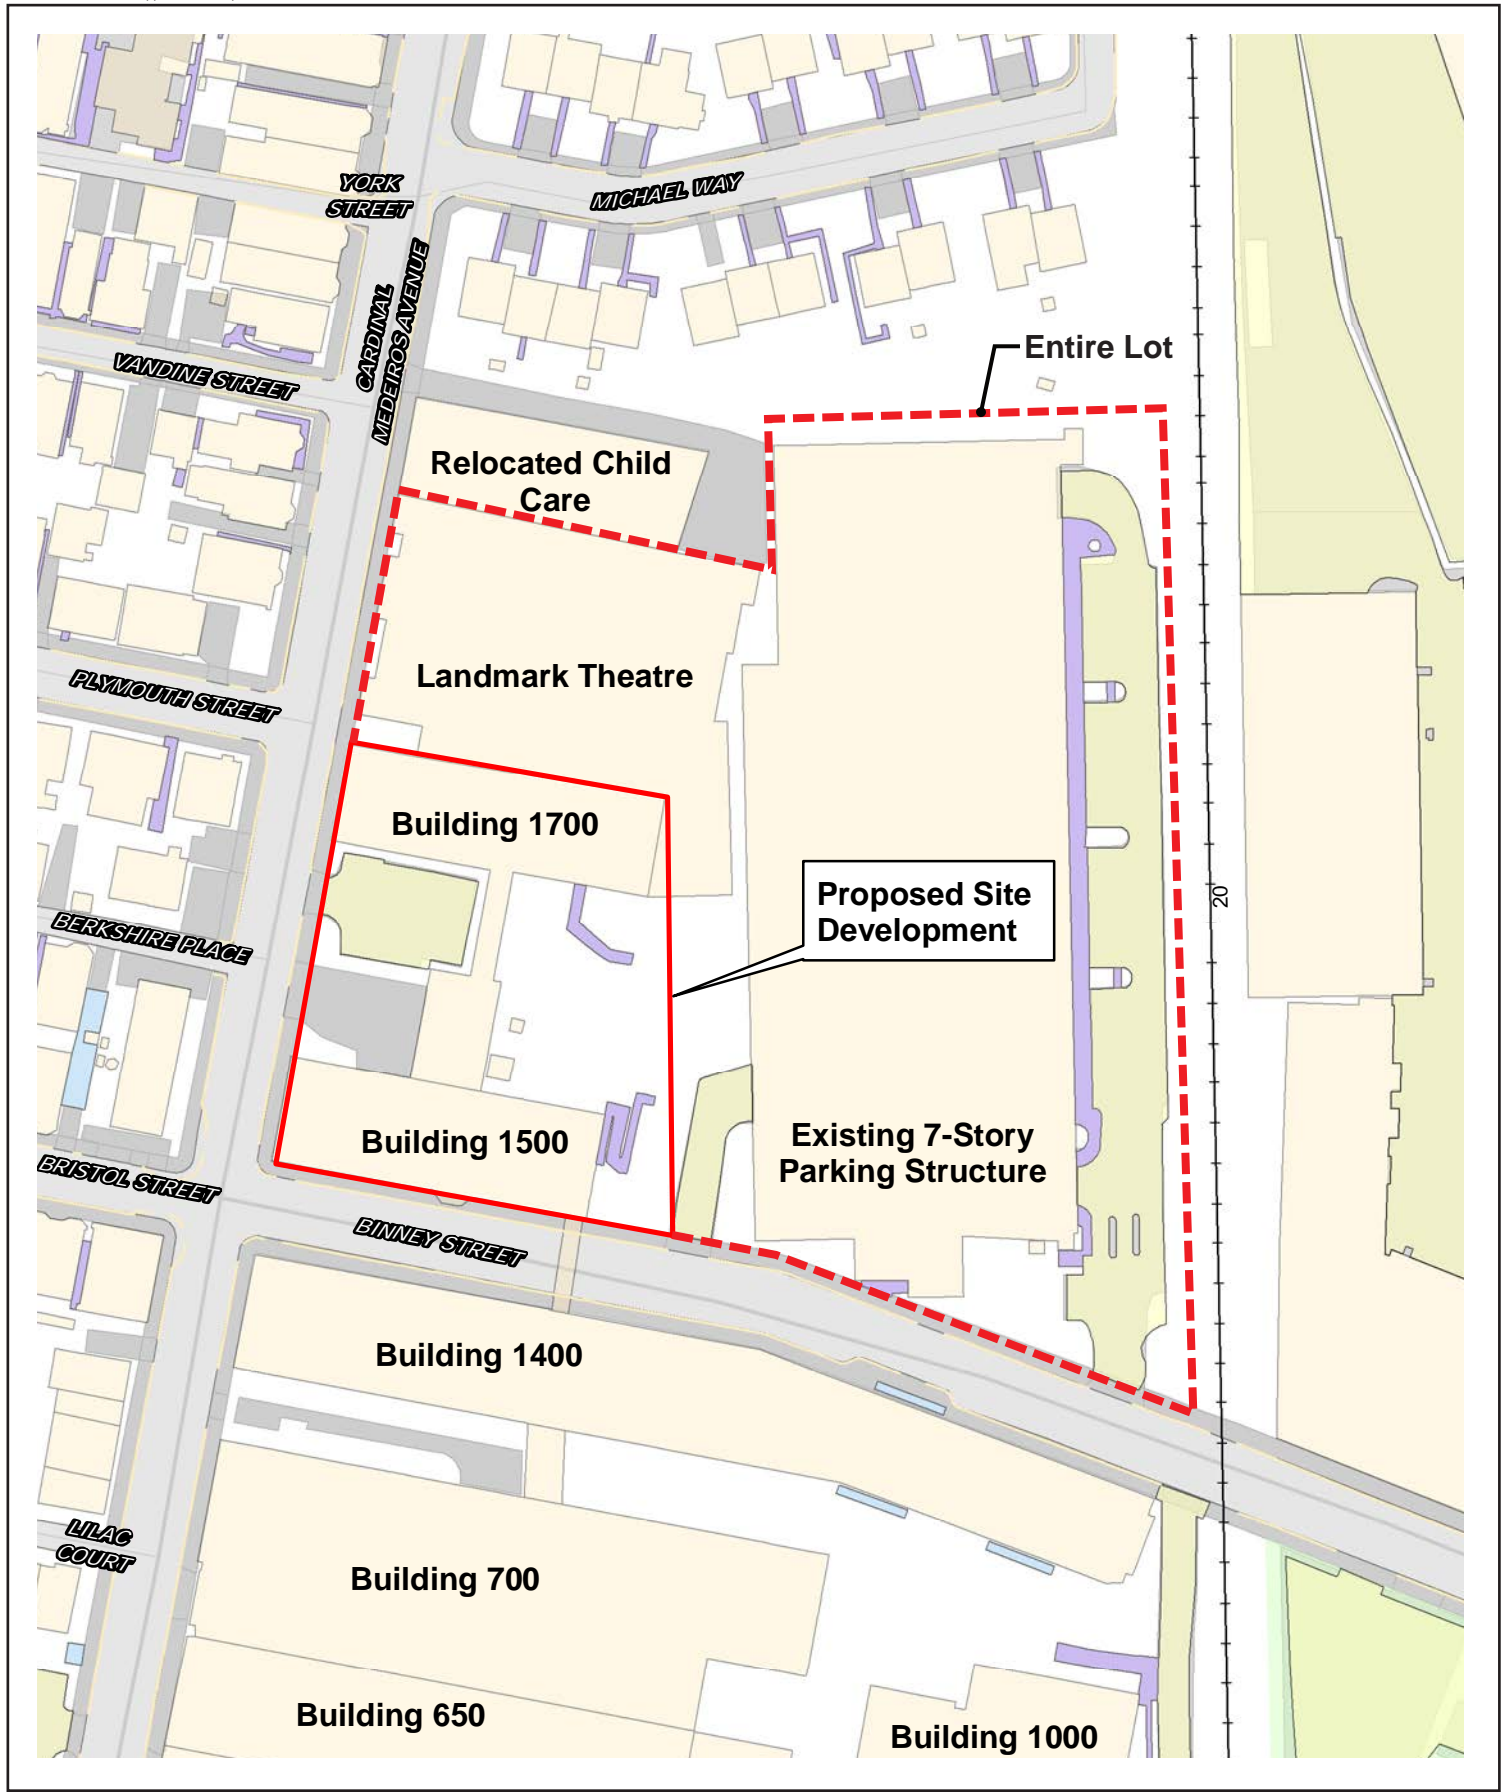 YORK
STREET
MICHAEL WAY
CARDINAL
MEDEIROS AVENUE
Entire Lot
VANDINE STREET
Relocated Child
Care
Landmark Theatre
PLYMOUTH STREET
Building 1700
Proposed Site
Development
20
BERKSHIRE PLACE
Building 1500
Existing 7-Story
Parking Structure
BRISTOL STREET
BINNEY STREET
Building 1400
LILAC
COURT
Building 700
Building 650
Building 1000